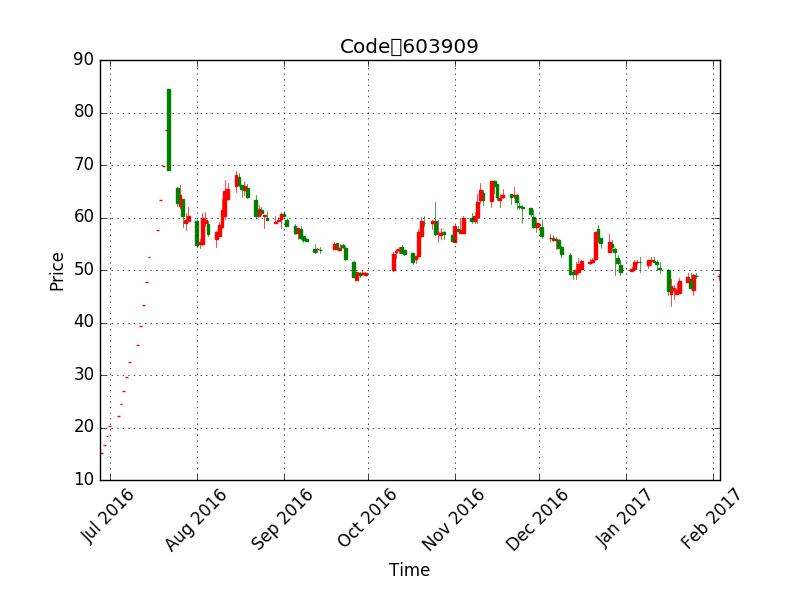 Code▯603909
90
80
70
60
50
40
30
20
10
Price
Jul 2016
Aug 2016
Sep 2016
Oct 2016
Nov 2016
Dec 2016
Jan 2017
Feb 2017
Time